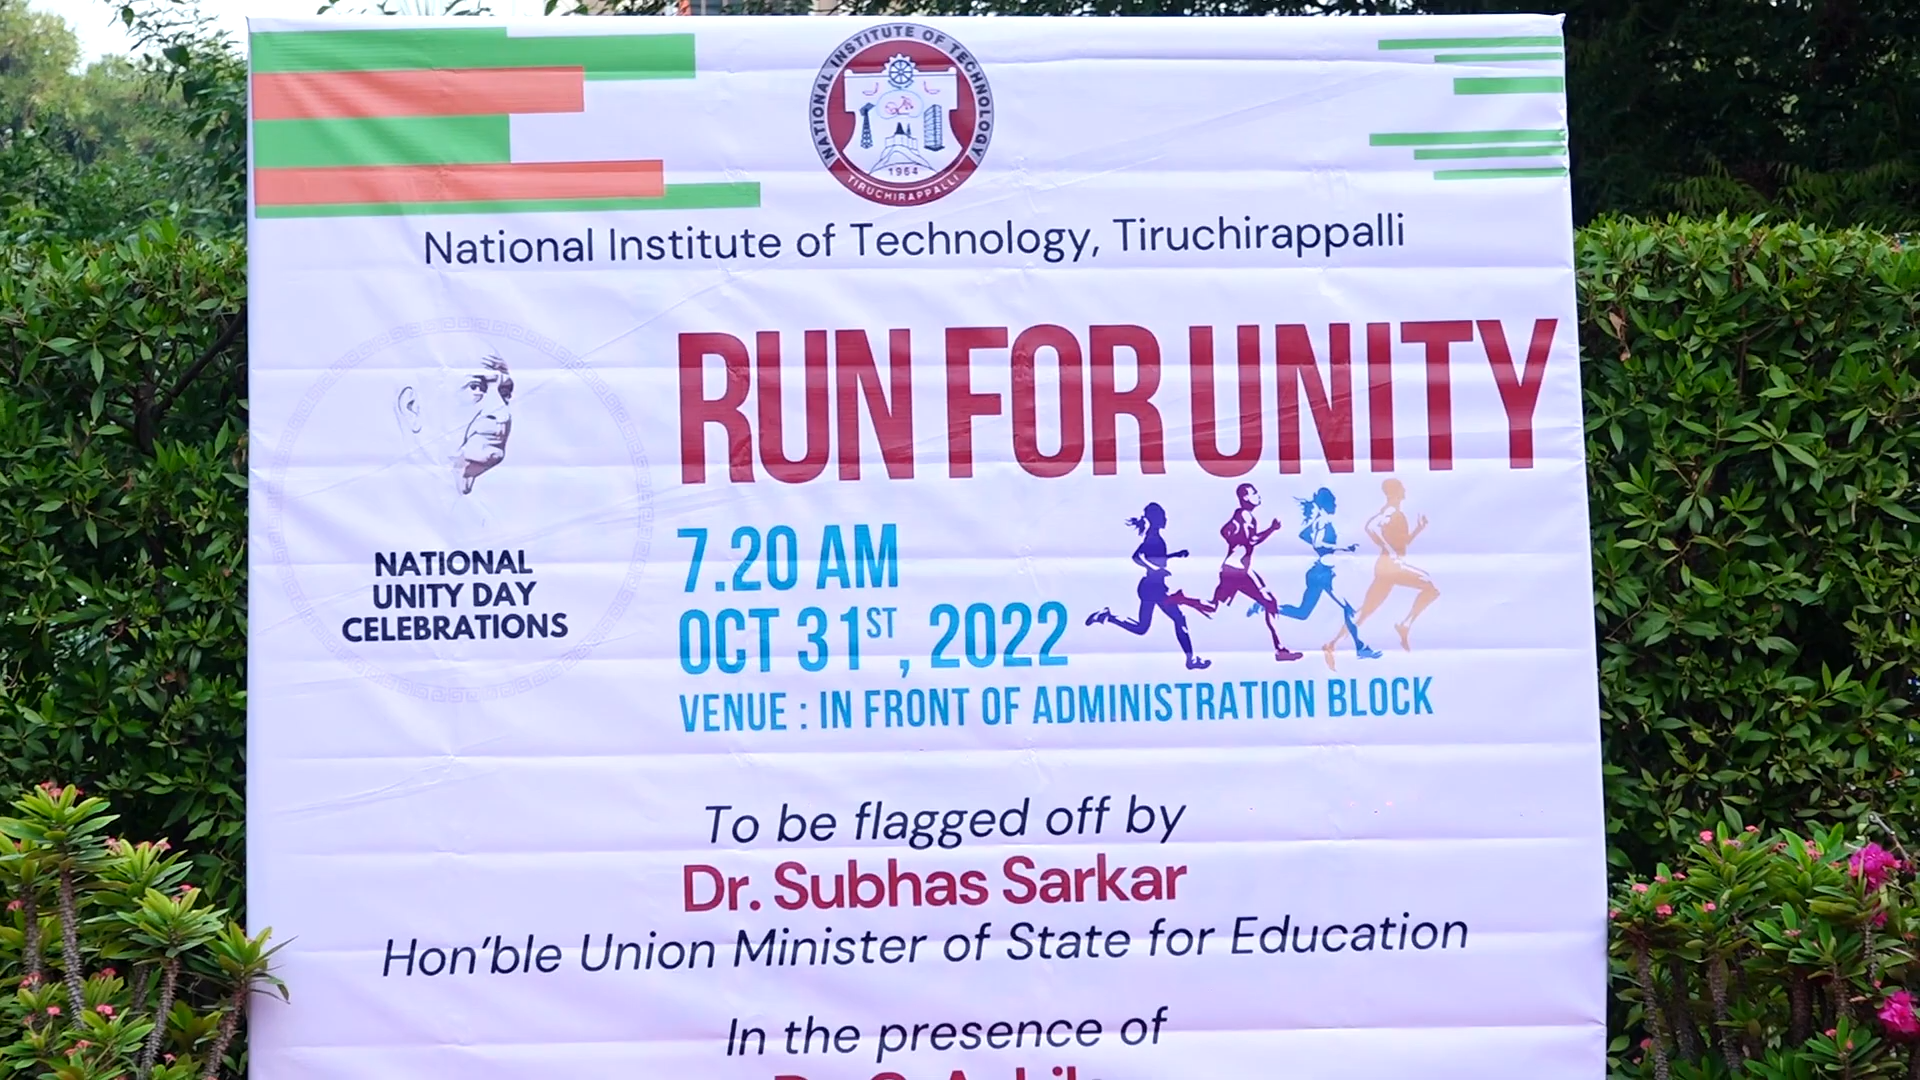 NATIONAL INSTITUTE OF TECHNOLOGY
1964
TIRUCHIRAPPALLI
National Institute of Technology, Tiruchirappalli
RUN FOR UNITY
NATIONAL
UNITY DAY
CELEBRATIONS
7.20 AM
OCT 31ST, 2022
VENUE : IN FRONT OF ADMINISTRATION BLOCK
To be flagged off by
Dr. Subhas Sarkar
Hon'ble Union Minister of State for Education
In the presence of